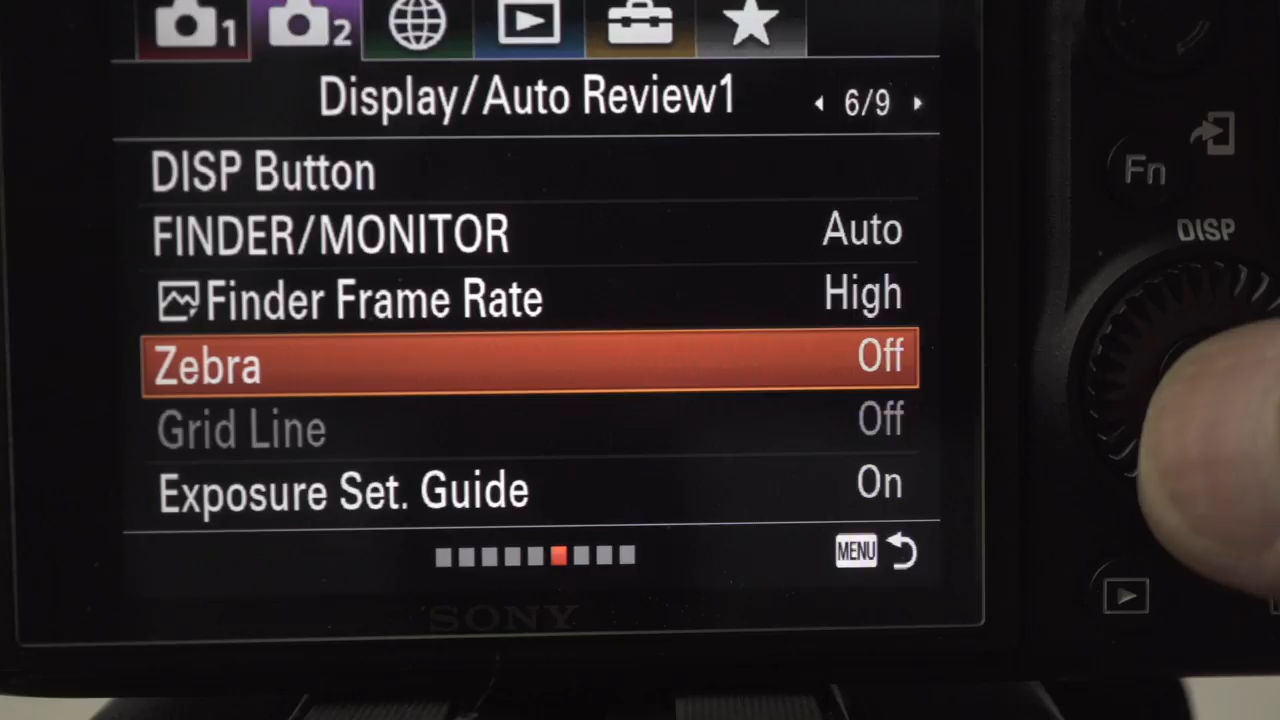 1 2
Display/Auto Review1 6/9
DISP Button
FINDER/MONITOR Auto
Finder Frame Rate High
Zebra Off
Grid Line Off
Exposure Set. Guide On
MENU
SONY
Fn
DISP